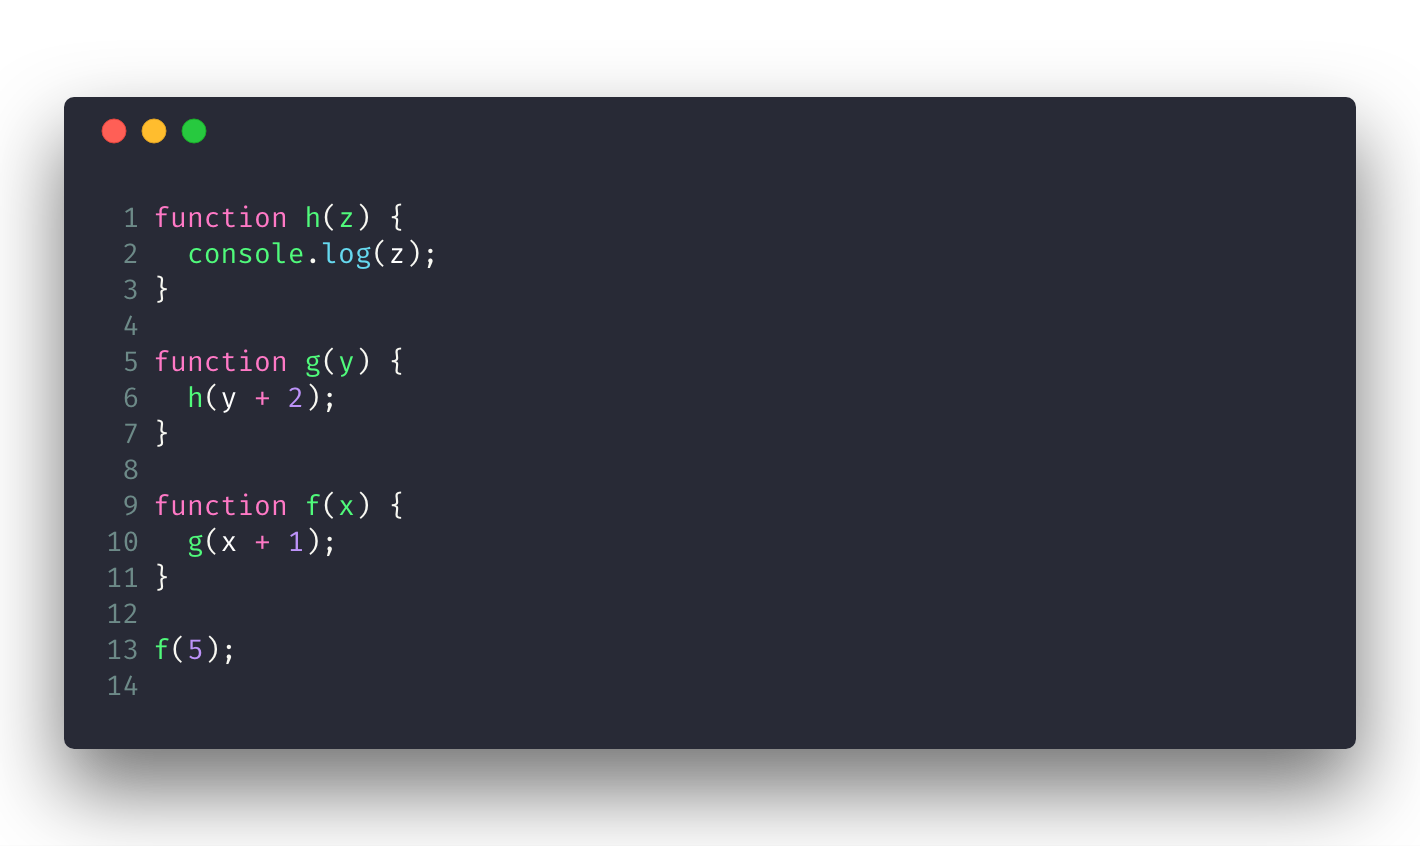 1 function h(z) {
2   console.log(z);
3 }
4
5 function g(y) {
6   h(y + 2);
7 }
8
9 function f(x) {
10   g(x + 1);
11 }
12
13 f(5);
14